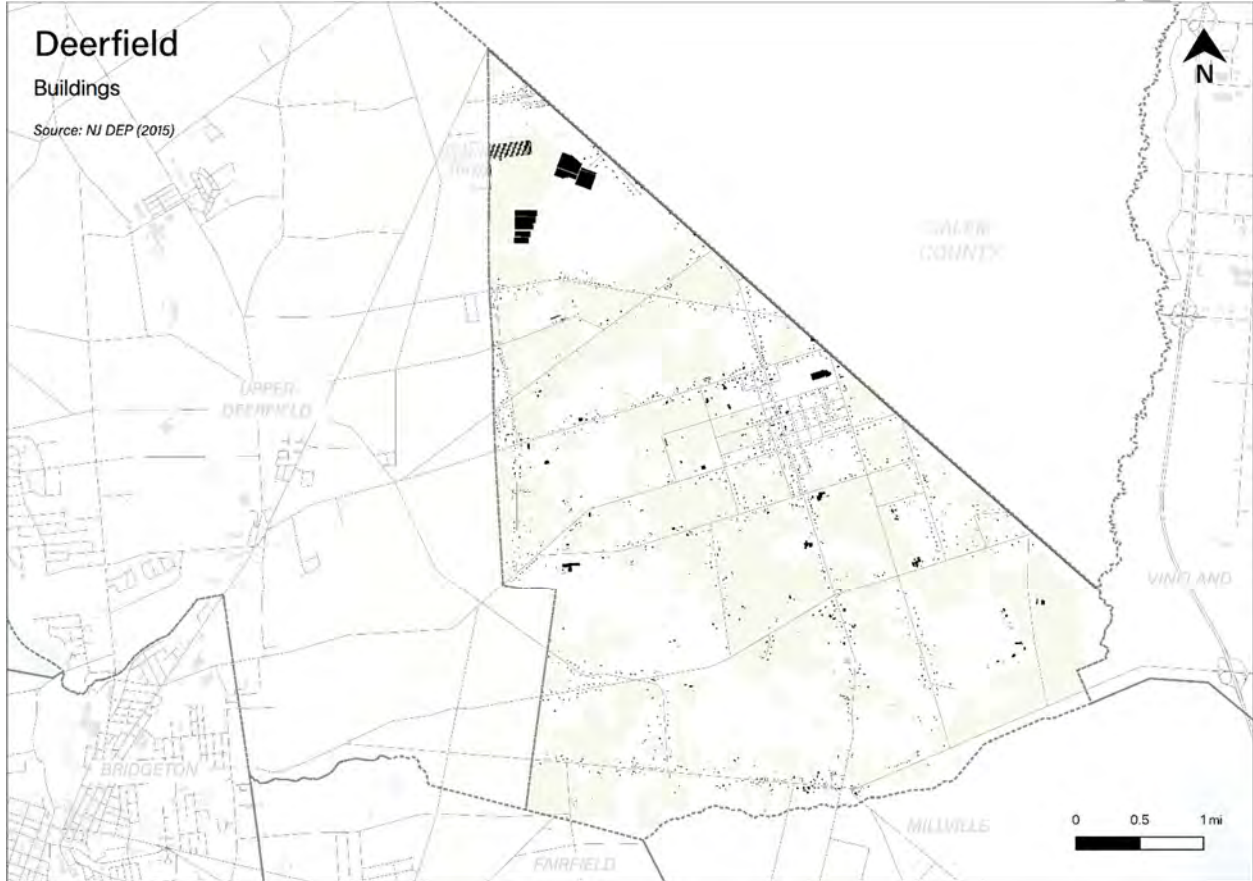 Deerfield
Buildings
Source: NJ DEP (2015)
N
SALEM
COUNTY
UPPER
DEERFIELD
VINELAND
BRIDGETON
MILLVILLE
FAIRFIELD
0 0.5 1 mi